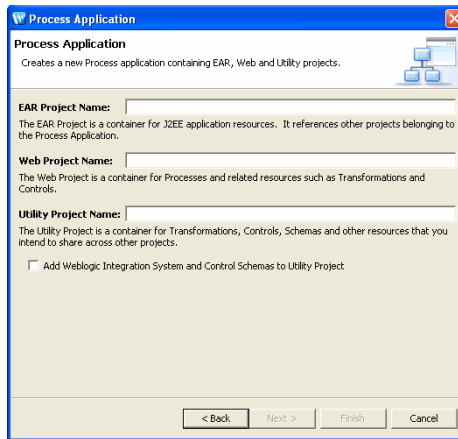 Process Application
Process Application
Creates a new Process application containing EAR, Web and Utility projects.
EAR Project Name:
The EAR Project is a container for J2EE application resources. It references other projects belonging to
the Process Application.
Web Project Name:
The Web Project is a container for Processes and related resources such as Transformations and
Controls.
Utility Project Name:
The Utility Project is a container for Transformations, Controls, Schemas and other resources that you
intend to share across other projects.
Add Weblogic Integration System and Control Schemas to Utility Project
< Back Next > Finish Cancel